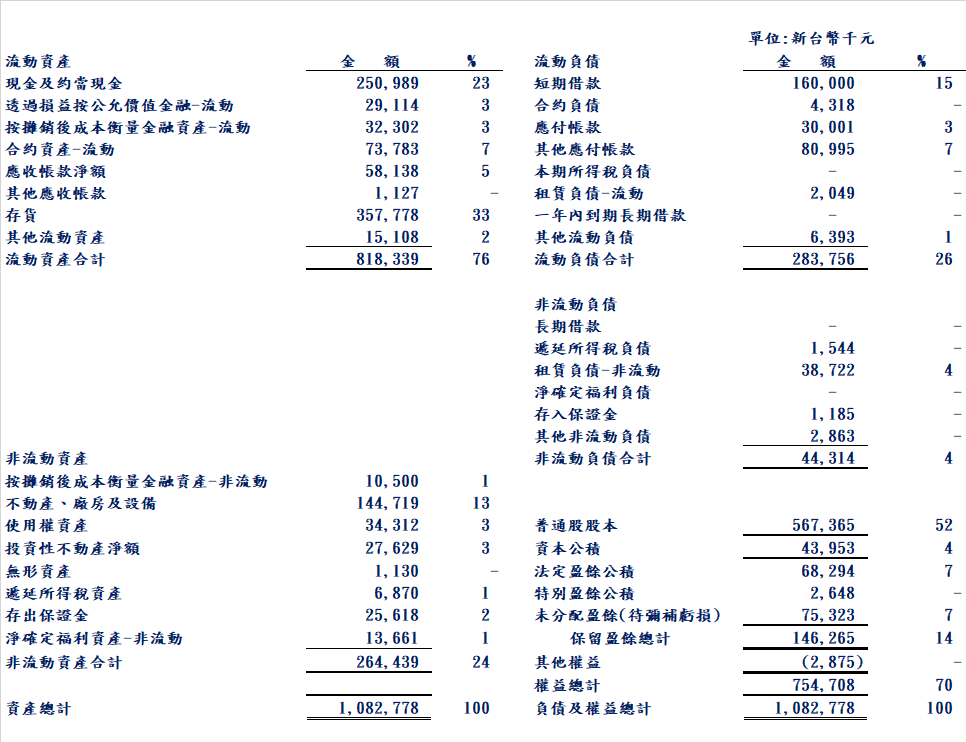 單位:新台幣千元
流動資產 金 額 % 流動負債 金 額 %
現金及約當現金 250,989 23 短期借款 160,000 15
透過損益按公允價值金融-流動 29,114 3 合約負債 4,318 -
按攤銷後成本衡量金融資產-流動 32,302 3 應付帳款 30,001 3
合約資產-流動 73,783 7 其他應付帳款 80,995 7
應收帳款淨額 58,138 5 本期所得稅負債 - -
其他應收帳款 1,127 - 租賃負債-流動 2,049 -
存貨 357,778 33 一年內到期長期借款 - -
其他流動資產 15,108 2 其他流動負債 6,393 1
流動資產合計 818,339 76 流動負債合計 283,756 26
非流動負債
長期借款 - -
遞延所得稅負債 1,544 -
租賃負債-非流動 38,722 4
淨確定福利負債 - -
存入保證金 1,185 -
其他非流動負債 2,863 -
非流動資產 非流動負債合計 44,314 4
按攤銷後成本衡量金融資產-非流動 10,500 1
不動產、廠房及設備 144,719 13
使用權資產 34,312 3 普通股股本 567,365 52
投資性不動產淨額 27,629 3 資本公積 43,953 4
無形資產 1,130 - 法定盈餘公積 68,294 7
遞延所得稅資產 6,870 1 特別盈餘公積 2,648 -
存出保證金 25,618 2 未分配盈餘(待彌補虧損) 75,323 7
淨確定福利資產-非流動 13,661 1 保留盈餘總計 146,265 14
非流動資產合計 264,439 24 其他權益 (2,875) -
權益總計 754,708 70
資產總計 1,082,778 100 負債及權益總計 1,082,778 100